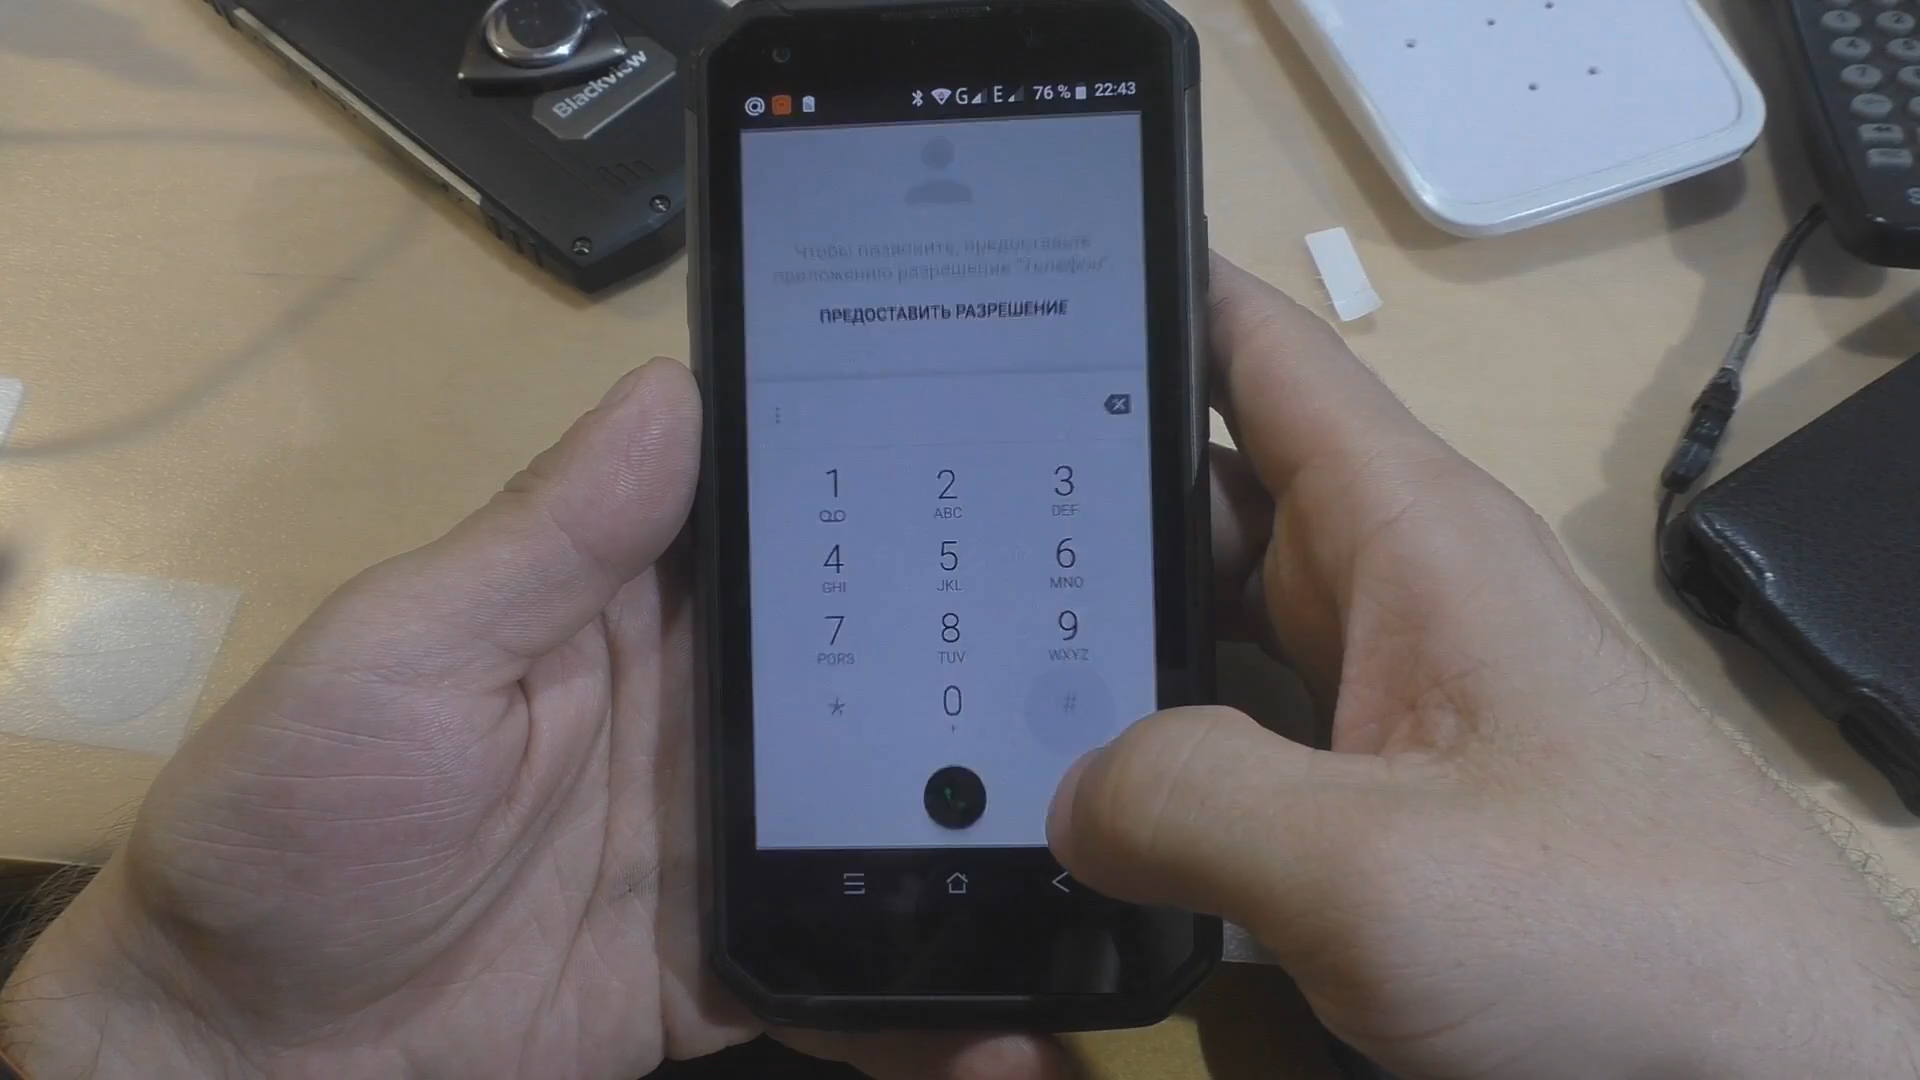 Blackview
G E 76 % 22:43
Чтобы позвонить, предоставьте
приложению разрешение "Телефон".
ПРЕДОСТАВИТЬ РАЗРЕШЕНИЕ
1 2 3
ABC DEF
4 5 6
GHI JKL MNO
7 8 9
PQRS TUV WXYZ
* 0 #
+